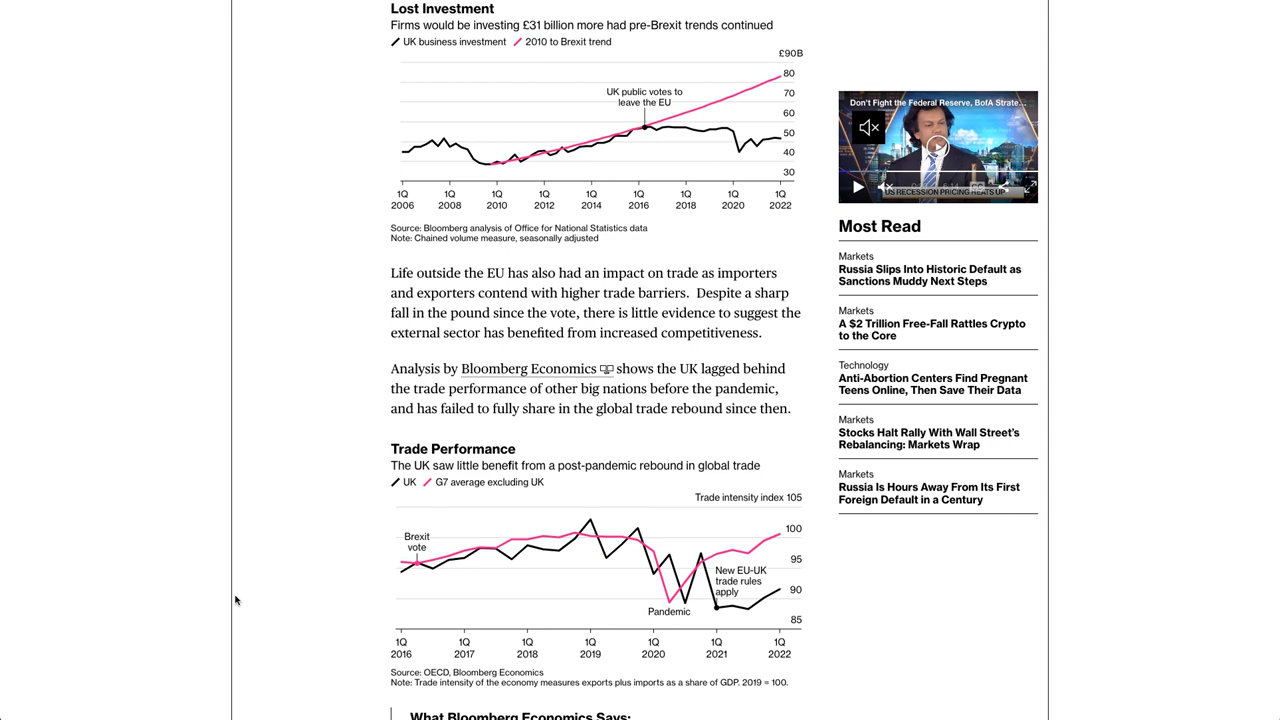 Lost Investment
Firms would be investing £31 billion more had pre-Brexit trends continued
UK business investment 2010 to Brexit trend
£90B
80
70
60
50
40
30
UK public votes to
leave the EU
1Q 1Q 1Q 1Q 1Q 1Q 1Q 1Q 1Q
2006 2008 2010 2012 2014 2016 2018 2020 2022
Source: Bloomberg analysis of Office for National Statistics data
Note: Chained volume measure, seasonally adjusted
Life outside the EU has also had an impact on trade as importers
and exporters contend with higher trade barriers. Despite a sharp
fall in the pound since the vote, there is little evidence to suggest the
external sector has benefited from increased competitiveness.
Analysis by Bloomberg Economics shows the UK lagged behind
the trade performance of other big nations before the pandemic,
and has failed to fully share in the global trade rebound since then.
Trade Performance
The UK saw little benefit from a post-pandemic rebound in global trade
UK G7 average excluding UK
Trade intensity index 105
100
95
90
85
Brexit
vote
New EU-UK
trade rules
apply
Pandemic
1Q 1Q 1Q 1Q 1Q 1Q 1Q
2016 2017 2018 2019 2020 2021 2022
Source: OECD, Bloomberg Economics
Note: Trade intensity of the economy measures exports plus imports as a share of GDP. 2019 = 100.
What Bloomberg Economics Says:
Don't Fight the Federal Reserve, BofA Strate...
US RECESSION PRICING HEATS UP
Most Read
Markets
Russia Slips Into Historic Default as
Sanctions Muddy Next Steps
Markets
A $2 Trillion Free-Fall Rattles Crypto
to the Core
Technology
Anti-Abortion Centers Find Pregnant
Teens Online, Then Save Their Data
Markets
Stocks Halt Rally With Wall Street's
Rebalancing: Markets Wrap
Markets
Russia Is Hours Away From Its First
Foreign Default in a Century